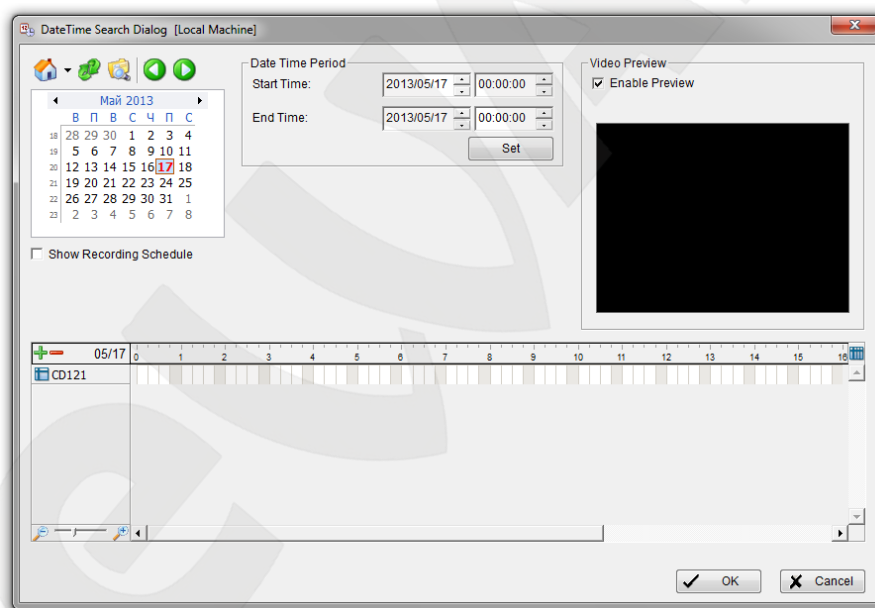 DateTime Search Dialog [Local Machine]
Date Time Period
Start Time: 2013/05/17 00:00:00
End Time: 2013/05/17 00:00:00
Set
Video Preview
Enable Preview
Май 2013
В П В С Ч П С
18 28 29 30 1 2 3 4
19 5 6 7 8 9 10 11
20 12 13 14 15 16 17 18
21 19 20 21 22 23 24 25
22 26 27 28 29 30 31 1
23 2 3 4 5 6 7 8
Show Recording Schedule
05/17 0 1 2 3 4 5 6 7 8 9 10 11 12 13 14 15 16
CD121
OK Cancel